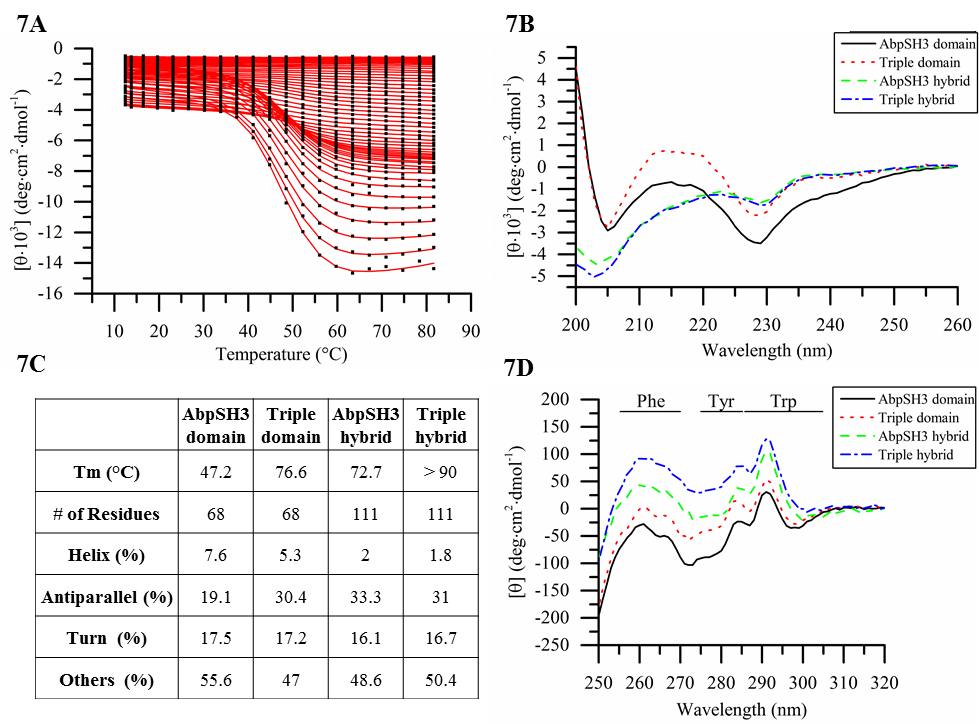 7A
0
-2
-4
-6
-8
-10
-12
-14
-16
[θ·10³] (deg·cm²·dmol⁻¹)
10 20 30 40 50 60 70 80 90
Temperature (°C)
7B
5
4
3
2
1
0
-1
-2
-3
-4
-5
[θ·10³] (deg·cm²·dmol⁻¹)
200 210 220 230 240 250 260
Wavelength (nm)
AbpSH3 domain
Triple domain
AbpSH3 hybrid
Triple hybrid
7C
AbpSH3 domain Triple domain AbpSH3 hybrid Triple hybrid
Tm (°C) 47.2 76.6 72.7 > 90
# of Residues 68 68 111 111
Helix (%) 7.6 5.3 2 1.8
Antiparallel (%) 19.1 30.4 33.3 31
Turn (%) 17.5 17.2 16.1 16.7
Others (%) 55.6 47 48.6 50.4
7D
200
150
100
50
0
-50
-100
-150
-200
-250
[θ] (deg·cm²·dmol⁻¹)
Phe Tyr Trp
250 260 270 280 290 300 310 320
Wavelength (nm)
AbpSH3 domain
Triple domain
AbpSH3 hybrid
Triple hybrid